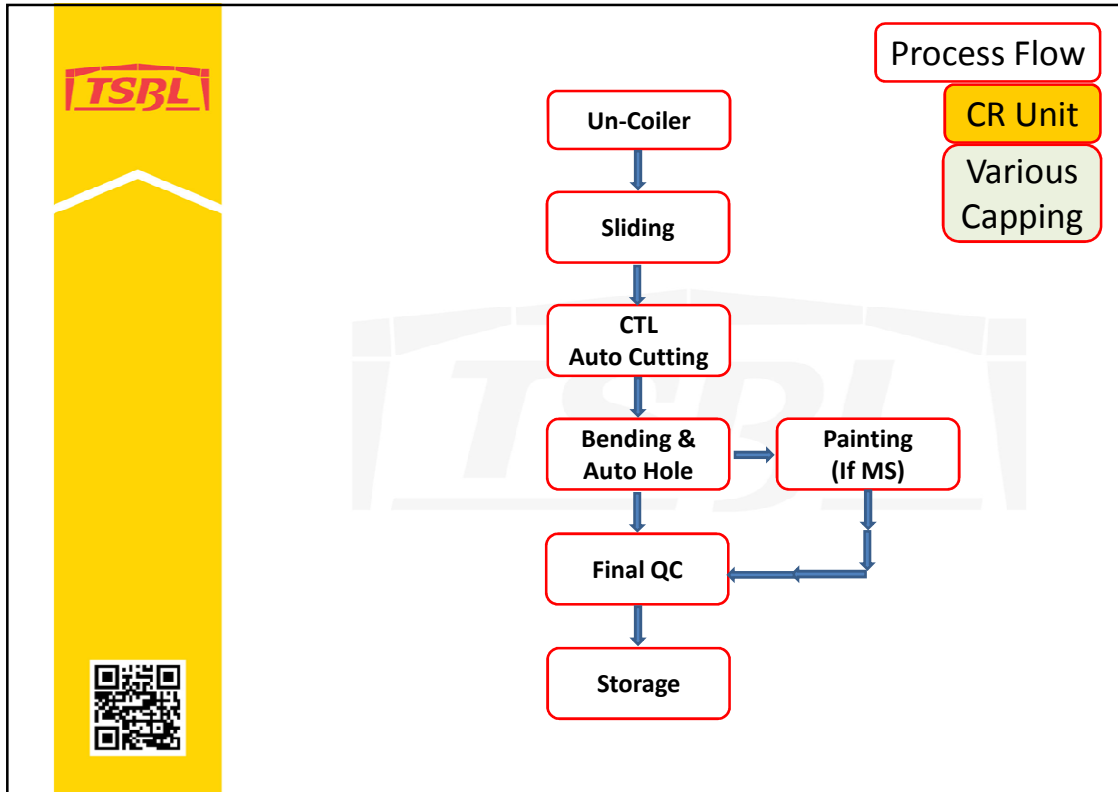 TSBL
Process Flow
CR Unit
Various
Capping
Un-Coiler
Sliding
CTL
Auto Cutting
Bending &
Auto Hole
Painting
(If MS)
Final QC
Storage
TSBL